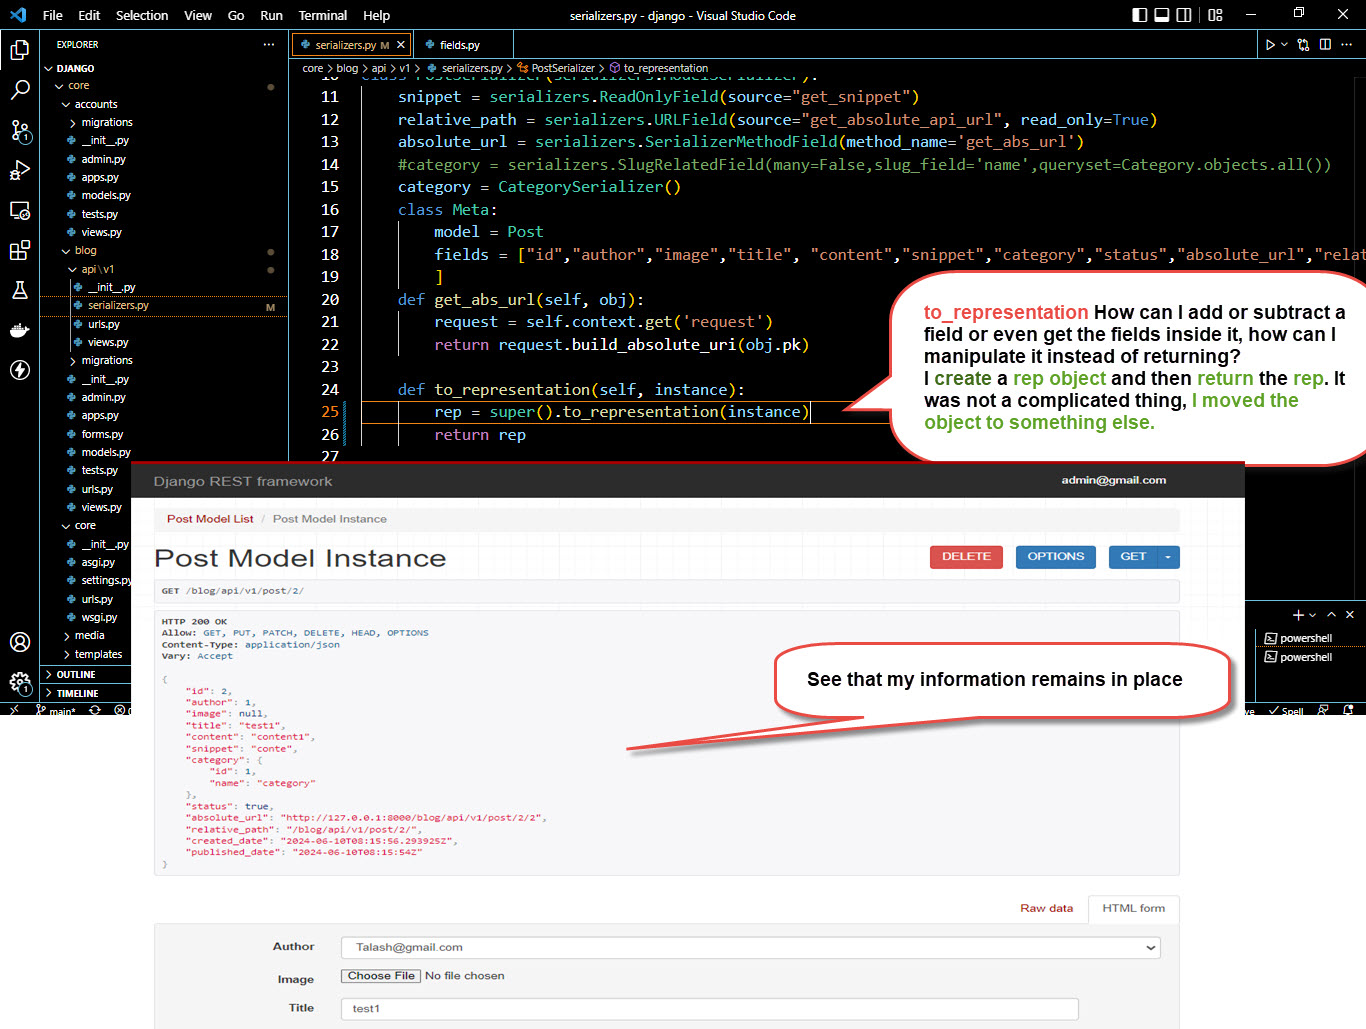 File Edit Selection View Go Run Terminal Help
serializers.py - django - Visual Studio Code
EXPLORER
DJANGO
core
accounts
migrations
__init__.py
admin.py
apps.py
models.py
tests.py
views.py
blog
api\v1
__init__.py
serializers.py M
urls.py
views.py
migrations
__init__.py
admin.py
apps.py
forms.py
models.py
tests.py
urls.py
views.py
core
__init__.py
asgi.py
settings.py
urls.py
wsgi.py
media
templates
OUTLINE
TIMELINE
main*
serializers.py M
fields.py
core > blog > api > v1 > serializers.py > PostSerializer > to_representation
11 snippet = serializers.ReadOnlyField(source="get_snippet")
12 relative_path = serializers.URLField(source="get_absolute_api_url", read_only=True)
13 absolute_url = serializers.SerializerMethodField(method_name='get_abs_url')
14 #category = serializers.SlugRelatedField(many=False,slug_field='name',queryset=Category.objects.all())
15 category = CategorySerializer()
16 class Meta:
17 model = Post
18 fields = ["id","author","image","title", "content","snippet","category","status","absolute_url","relat
19 ]
20 def get_abs_url(self, obj):
21 request = self.context.get('request')
22 return request.build_absolute_uri(obj.pk)
23
24 def to_representation(self, instance):
25 rep = super().to_representation(instance)
26 return rep
27
to_representation How can I add or subtract a
field or even get the fields inside it, how can I
manipulate it instead of returning?
I create a rep object and then return the rep. It
was not a complicated thing, I moved the
object to something else.
powershell
powershell
Spell
Django REST framework
admin@gmail.com
Post Model List / Post Model Instance
Post Model Instance
DELETE OPTIONS GET
GET /blog/api/v1/post/2/
HTTP 200 OK
Allow: GET, PUT, PATCH, DELETE, HEAD, OPTIONS
Content-Type: application/json
Vary: Accept
{
"id": 2,
"author": 1,
"image": null,
"title": "test1",
"content": "content1",
"snippet": "conte",
"category": {
"id": 1,
"name": "category"
},
"status": true,
"absolute_url": "http://127.0.0.1:8000/blog/api/v1/post/2/2",
"relative_path": "/blog/api/v1/post/2/",
"created_date": "2024-06-10T08:15:56.293925Z",
"published_date": "2024-06-10T08:15:54Z"
}
See that my information remains in place
Raw data HTML form
Author Talash@gmail.com
Image Choose File No file chosen
Title test1